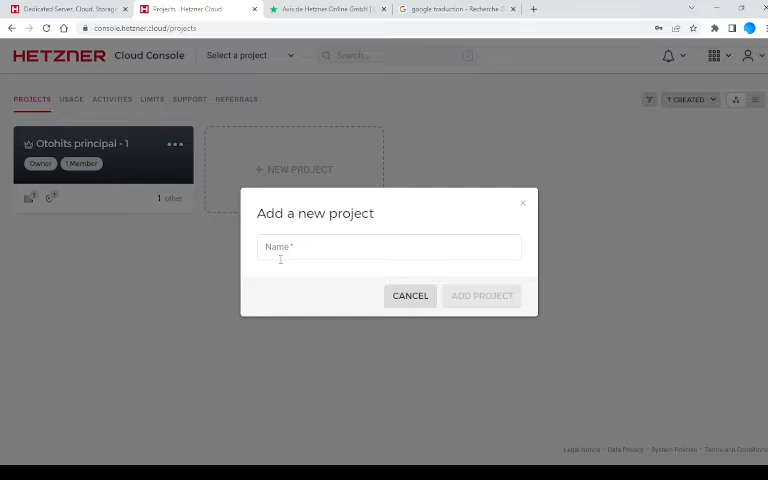 Dedicated Server, Cloud, Storage
Projects · Hetzner Cloud
Avis de Hetzner Online GmbH |
google traduction - Recherche G
console.hetzner.cloud/projects
HETZNER Cloud Console Select a project Search... /
PROJECTS USAGE ACTIVITIES LIMITS SUPPORT REFERRALS
CREATED
Otohits principal - 1
Owner 1 Member
1 1 1 other
+ NEW PROJECT
Add a new project
Name *
CANCEL ADD PROJECT
Legal Notice - Data Privacy - System Policies - Terms and Conditions